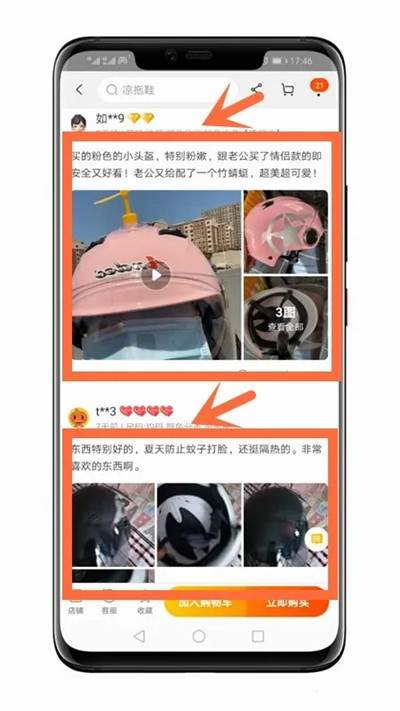 17:46
凉拖鞋
21
如**9
买的粉色的小头盔，特别粉嫩，跟老公买了情侣款的即
安全又好看！老公又给配了一个竹蜻蜓，超美超可爱！
3图
查看全部
t**3
东西特别好的，夏天防止蚊子打脸，还挺隔热的。非常
喜欢的东西啊。
店铺
客服
收藏
加入购物车
立即购买